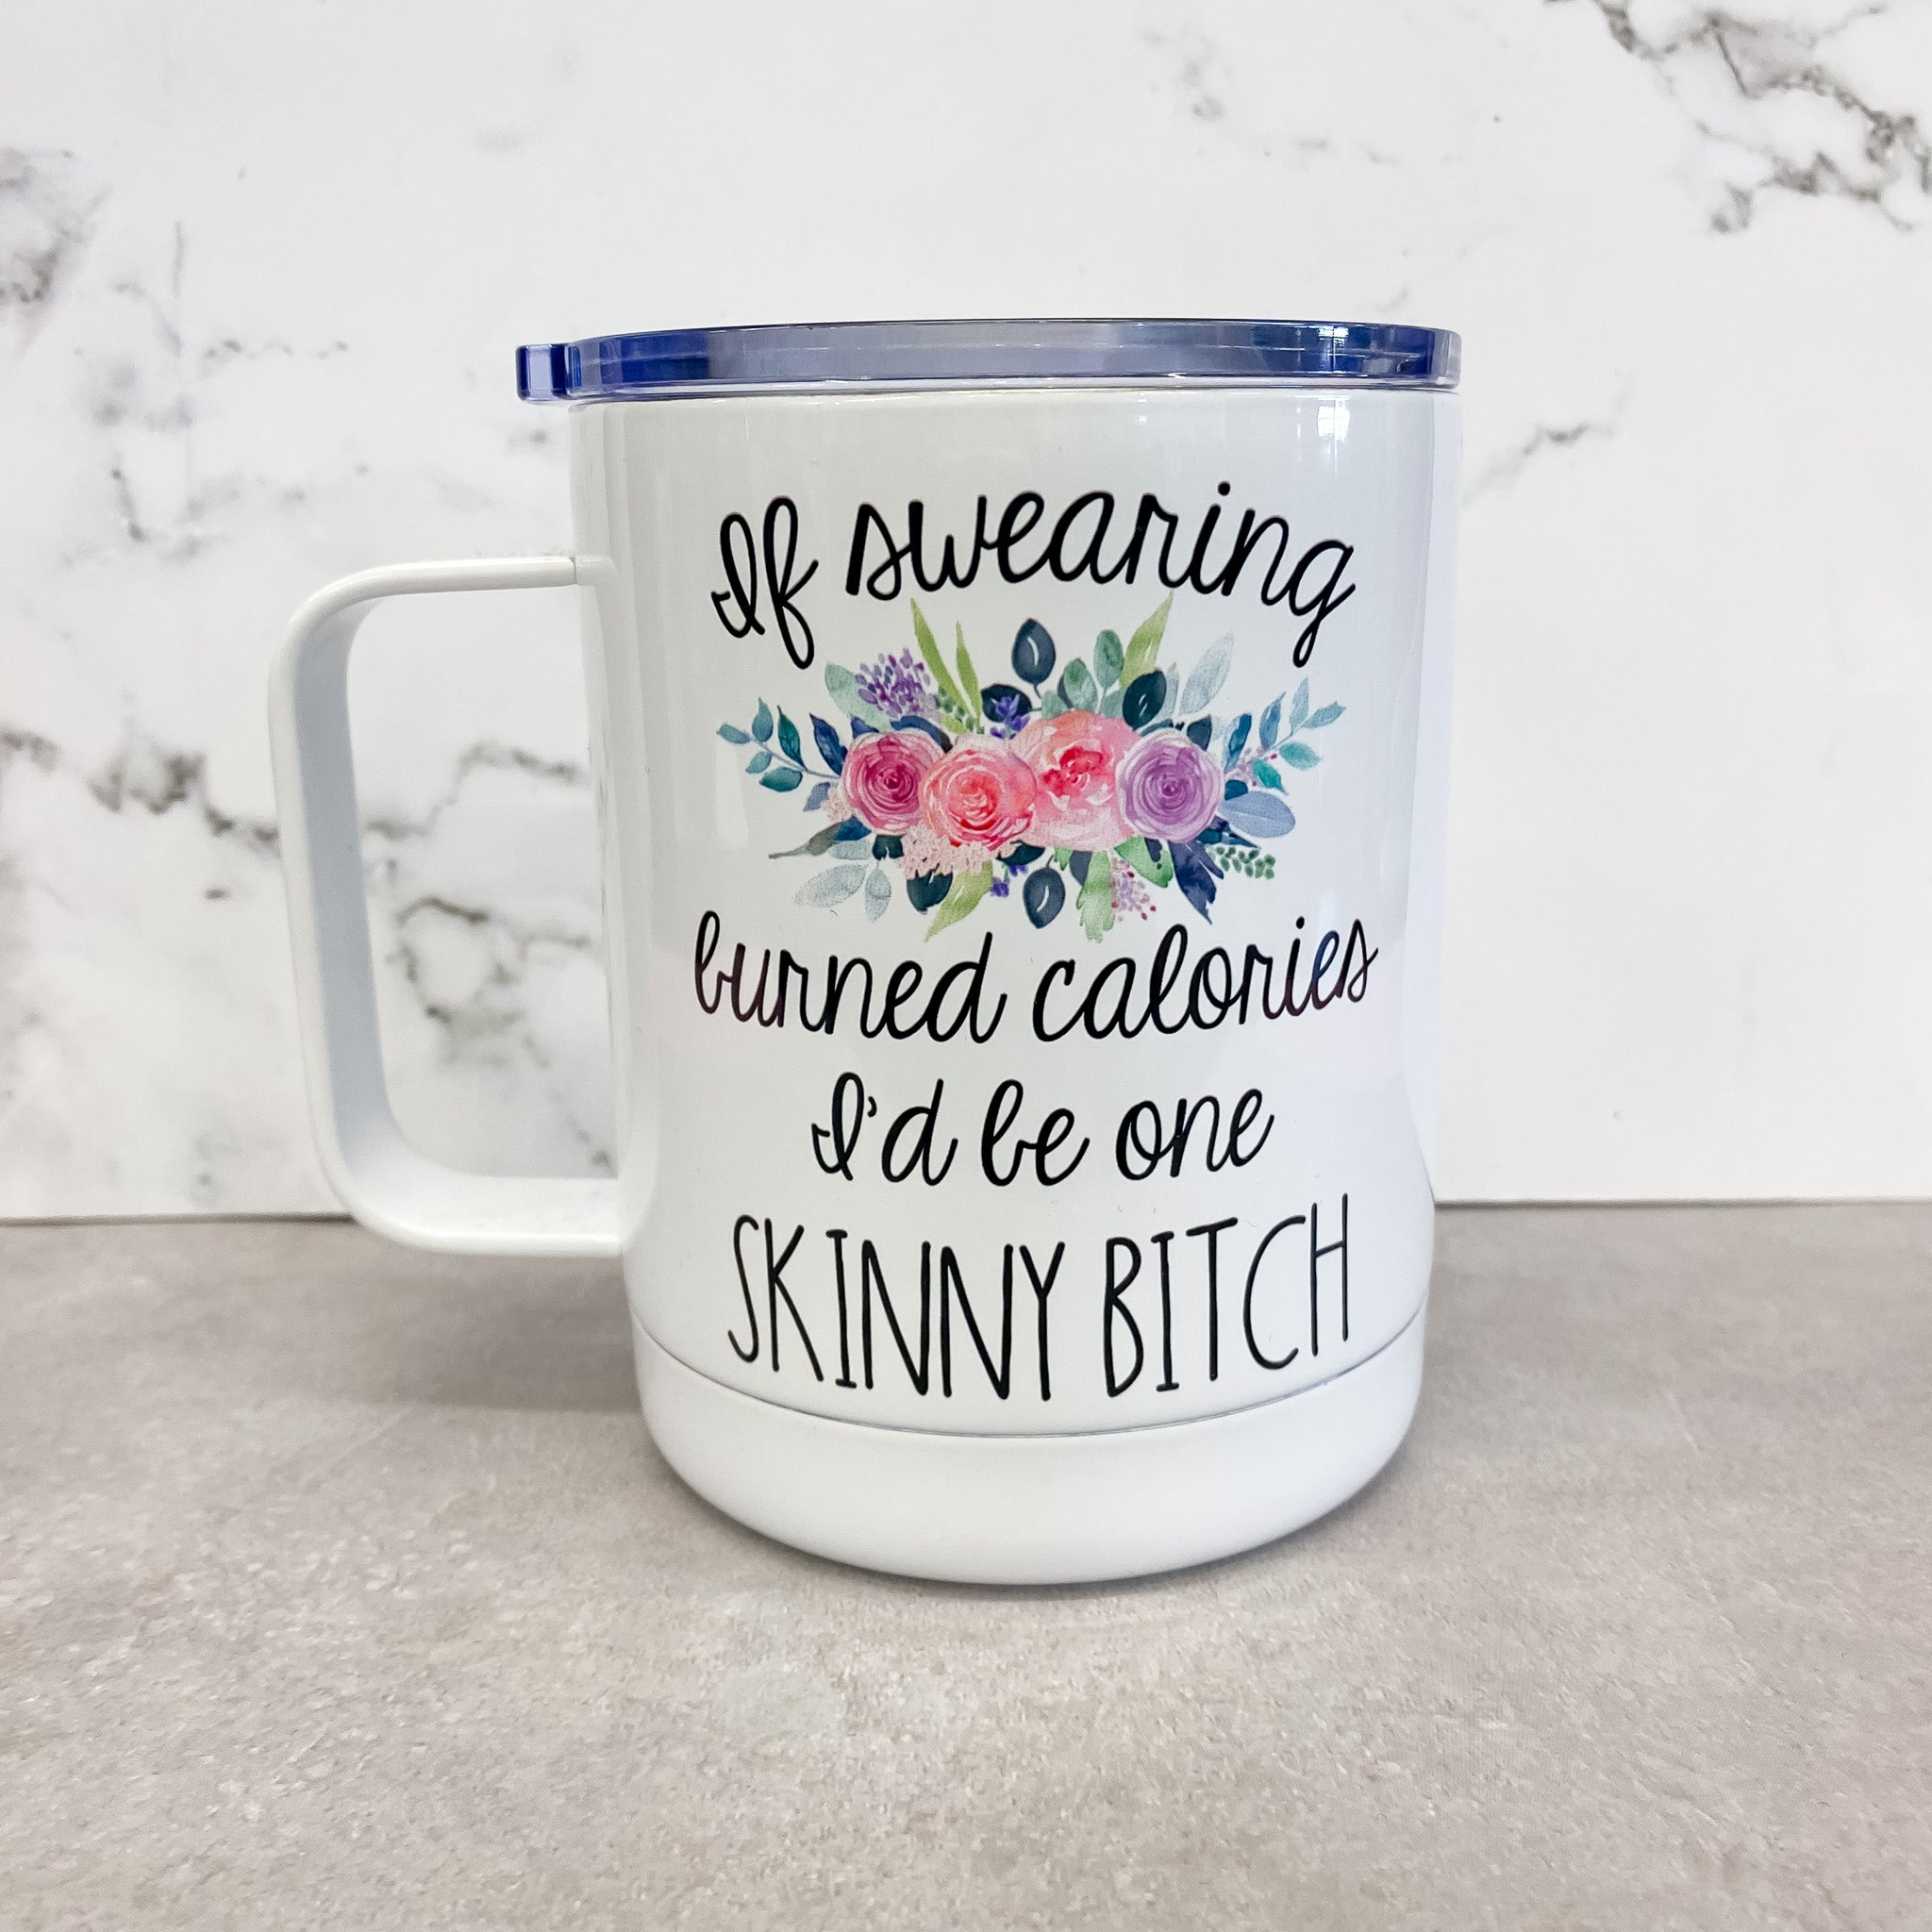 If swearing
burned calories
I'd be one
SKINNY BITCH